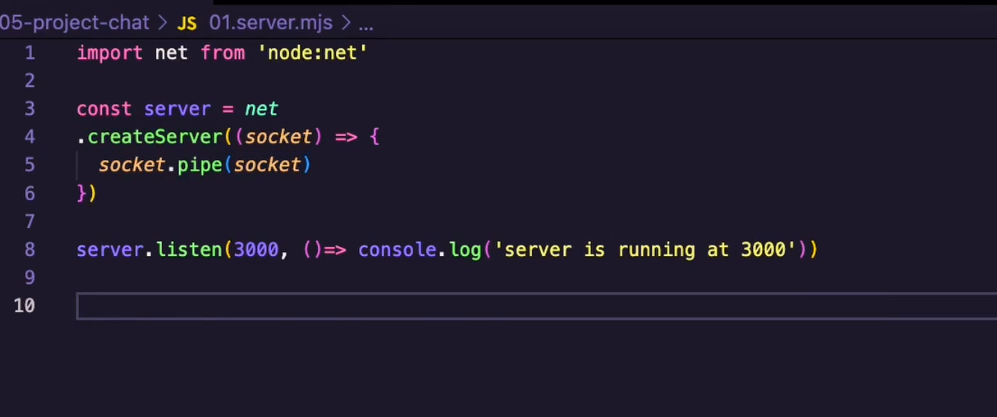 05-project-chat > JS 01.server.mjs > ...
1 import net from 'node:net'
2
3 const server = net
4 .createServer((socket) => {
5 socket.pipe(socket)
6 })
7
8 server.listen(3000, ()=> console.log('server is running at 3000'))
9
10